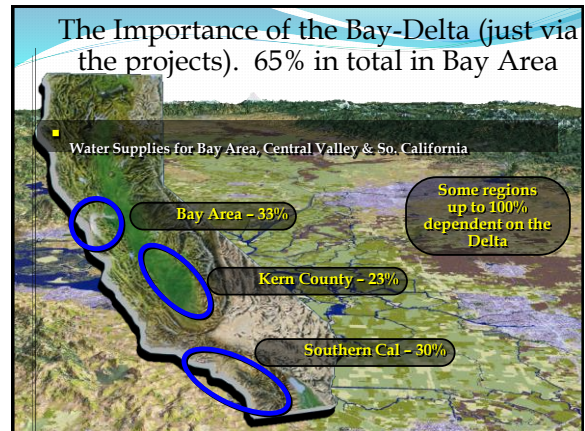 The Importance of the Bay-Delta (just via
the projects).  65% in total in Bay Area
Water Supplies for Bay Area, Central Valley & So. California
Some regions
up to 100%
dependent on the
Delta
Bay Area – 33%
Kern County – 23%
Southern Cal – 30%